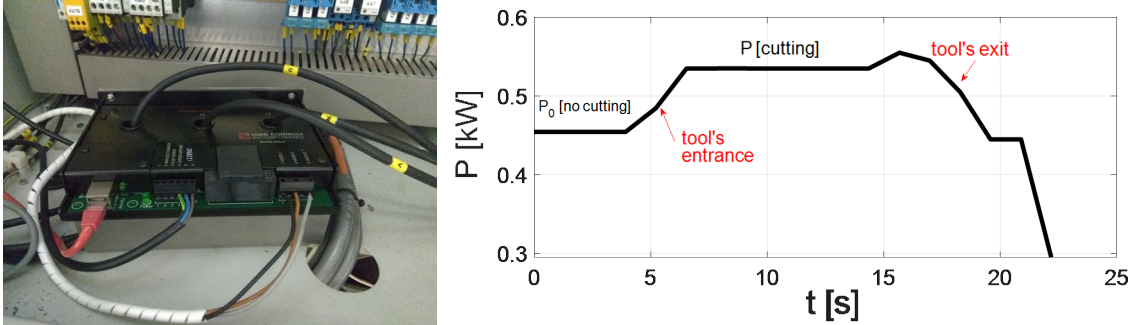 LOAD CONTROLS
INCORPORATED
P [kW]
0.6
0.5
0.4
0.3
P0 [no cutting]
P [cutting]
tool's
entrance
tool's exit
0
5
10
15
20
25
t [s]